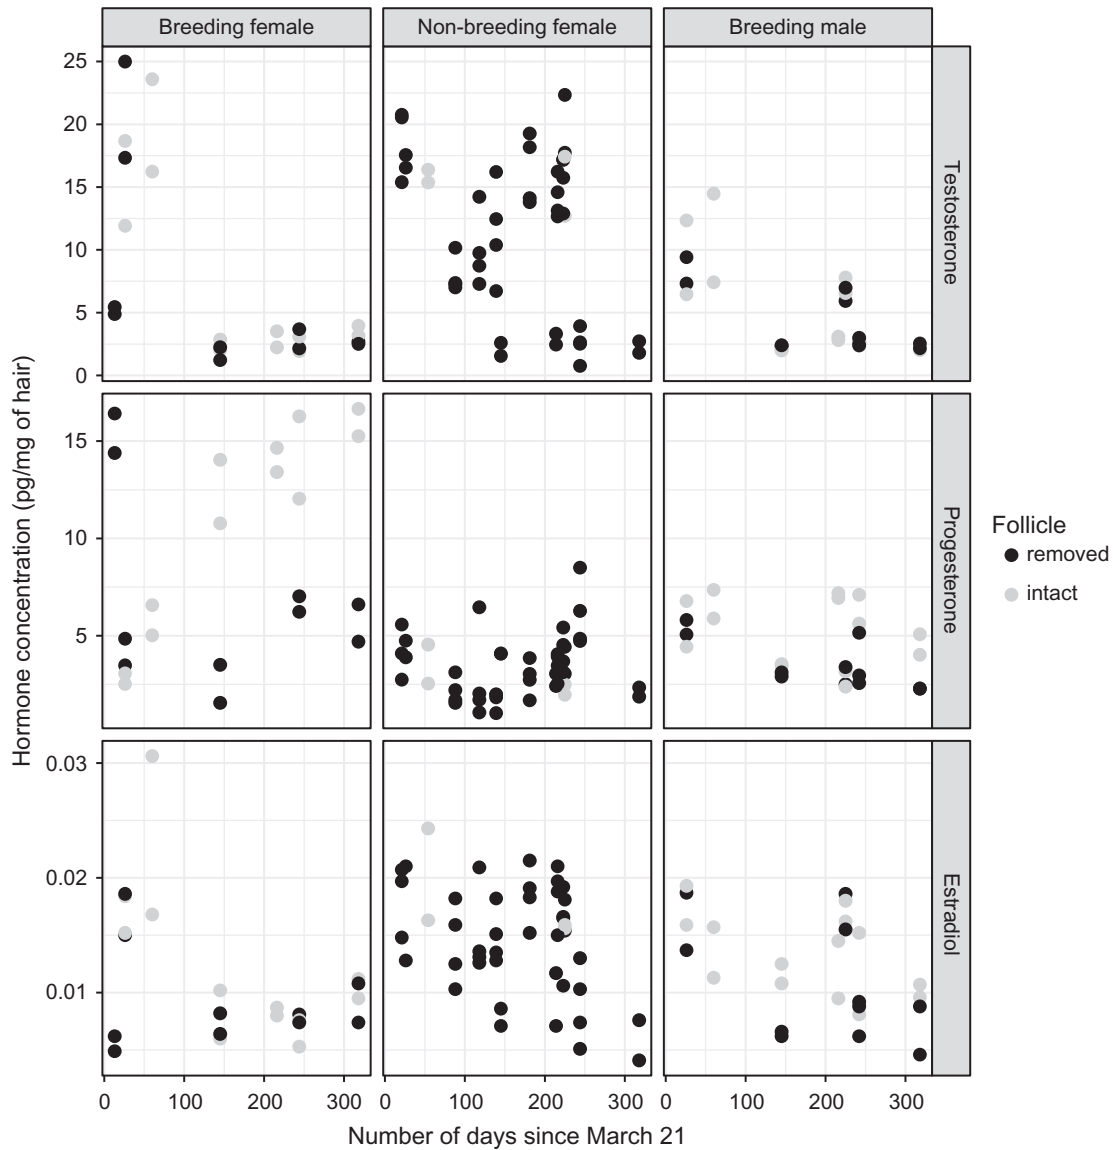 Breeding female
Non-breeding female
Breeding male
25
20
15
10
5
0
Testosterone
15
10
5
Progesterone
0.03
0.02
0.01
Estradiol
Hormone concentration (pg/mg of hair)
0 100 200 300
0 100 200 300
0 100 200 300
Number of days since March 21
Follicle
removed
intact